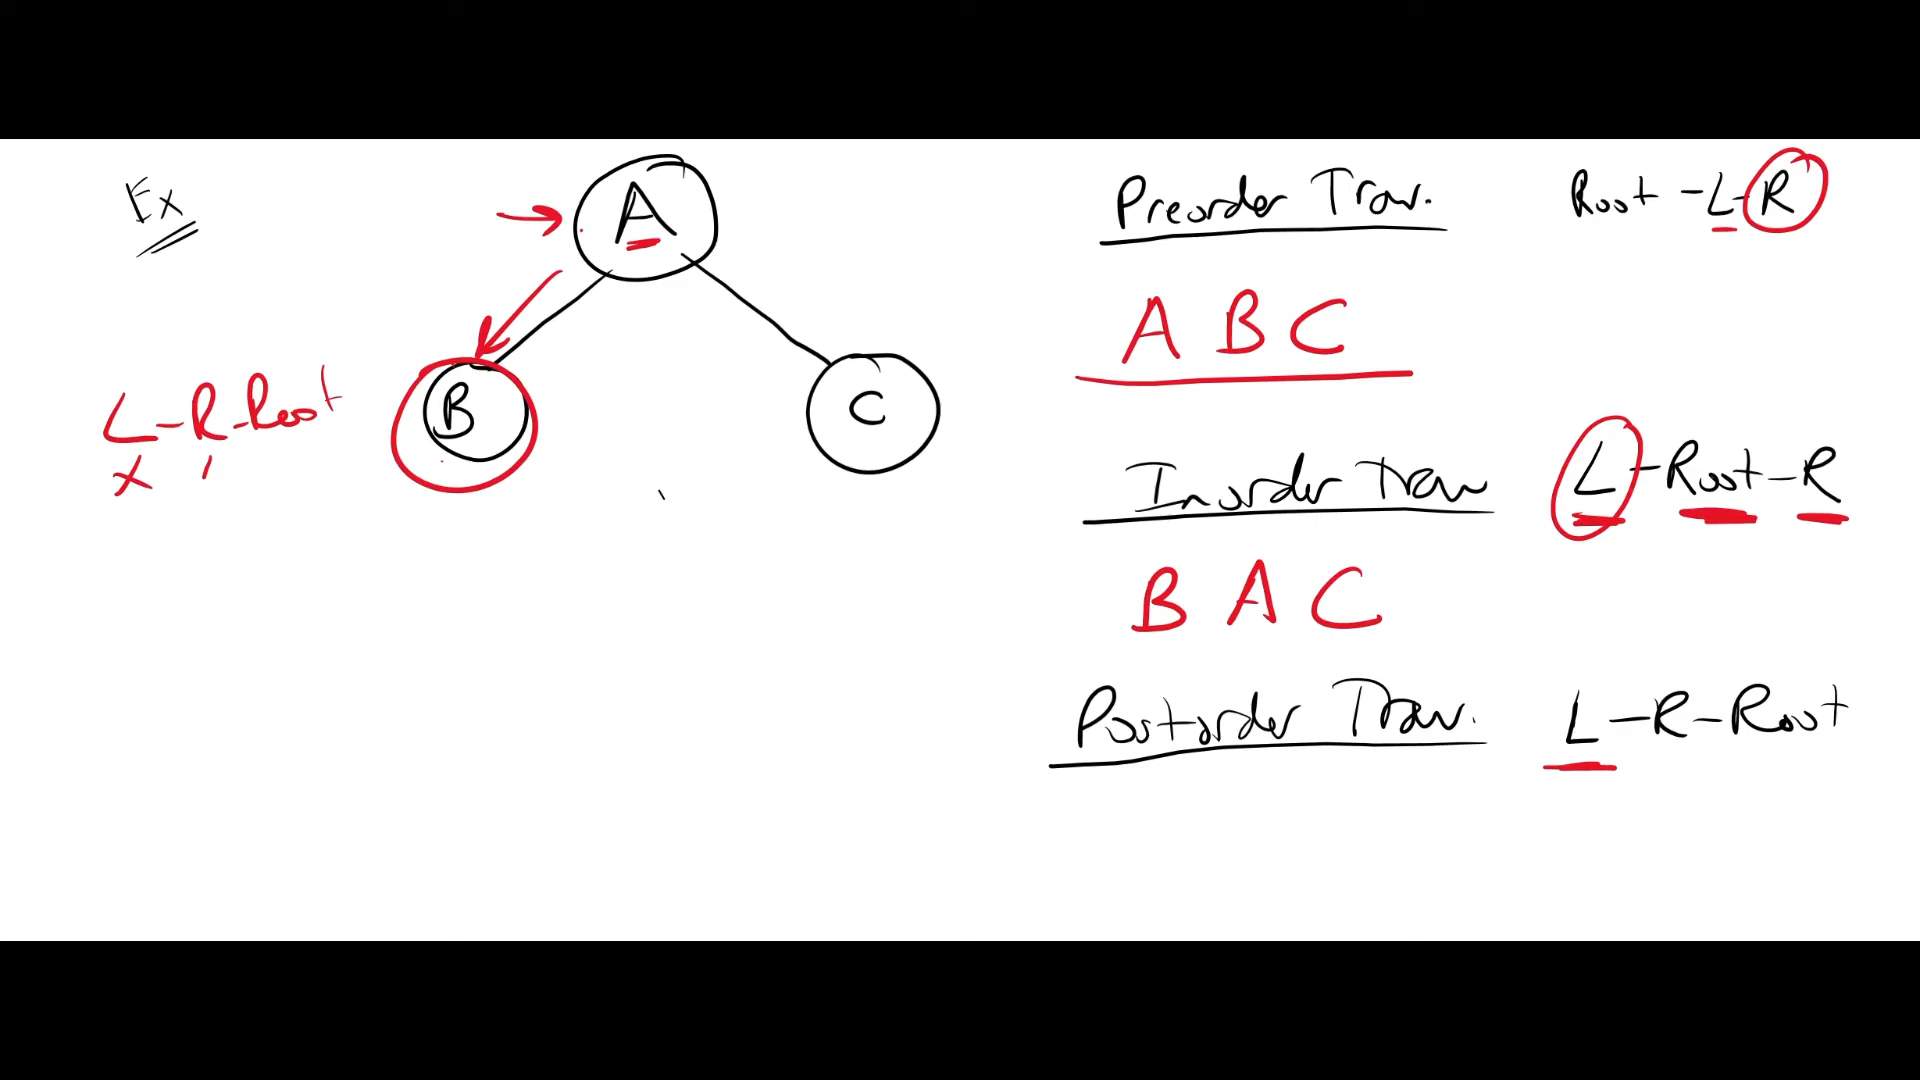 Ex
A
B
C
L-R-Root
x
Preorder Trav.
Root-L-R
A B C
Inorder Trav
L-Root-R
B A C
Postorder Trav.
L-R-Root